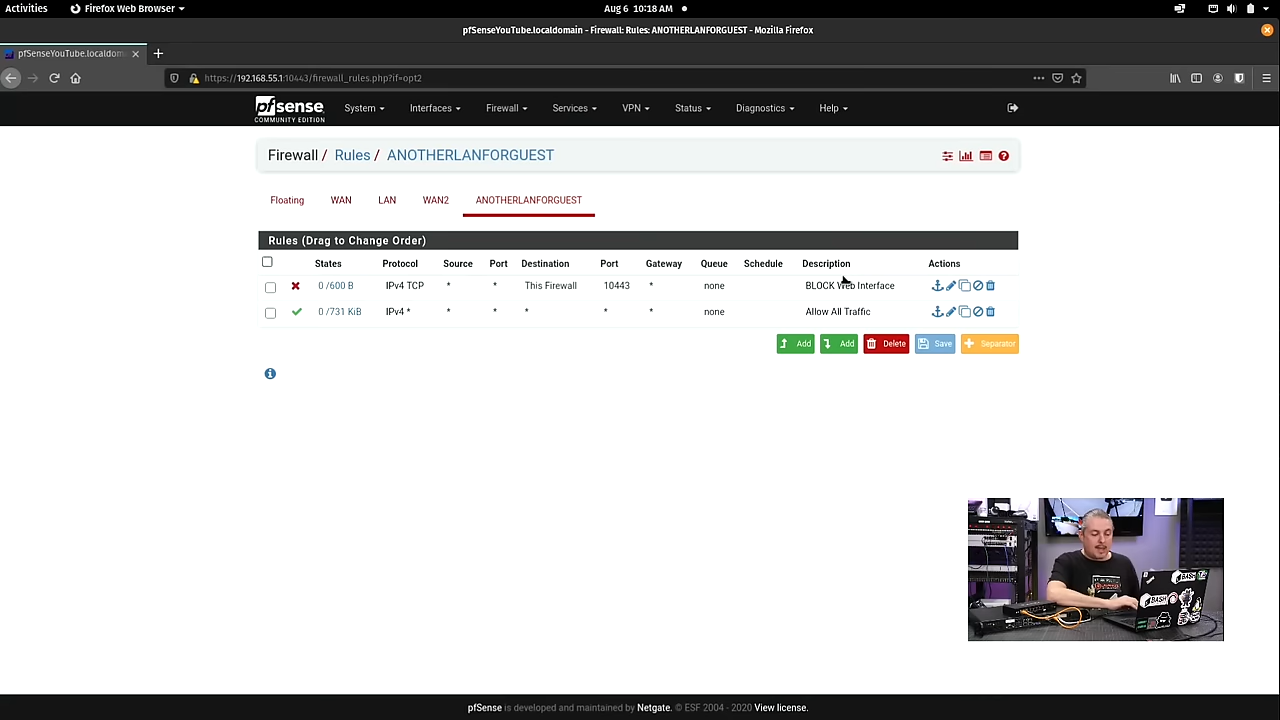 Activities
Firefox Web Browser
Aug 6 10:18 AM
pfSenseYouTube.localdomain - Firewall: Rules: ANOTHERLANFORGUEST - Mozilla Firefox
pfSenseYouTube.localdom
https://192.168.55.1:10443/firewall_rules.php?if=opt2
pfsense
COMMUNITY EDITION
System Interfaces Firewall Services VPN Status Diagnostics Help
Firewall / Rules / ANOTHERLANFORGUEST
Floating WAN LAN WAN2 ANOTHERLANFORGUEST
Rules (Drag to Change Order)
States Protocol Source Port Destination Port Gateway Queue Schedule Description Actions
0 /600 B IPv4 TCP * * This Firewall 10443 * none BLOCK Web Interface
0 /731 KiB IPv4 * * * * * * none Allow All Traffic
Add Add Delete Save Separator
BASH
BASH
pfSense is developed and maintained by Netgate. © ESF 2004 - 2020 View license.